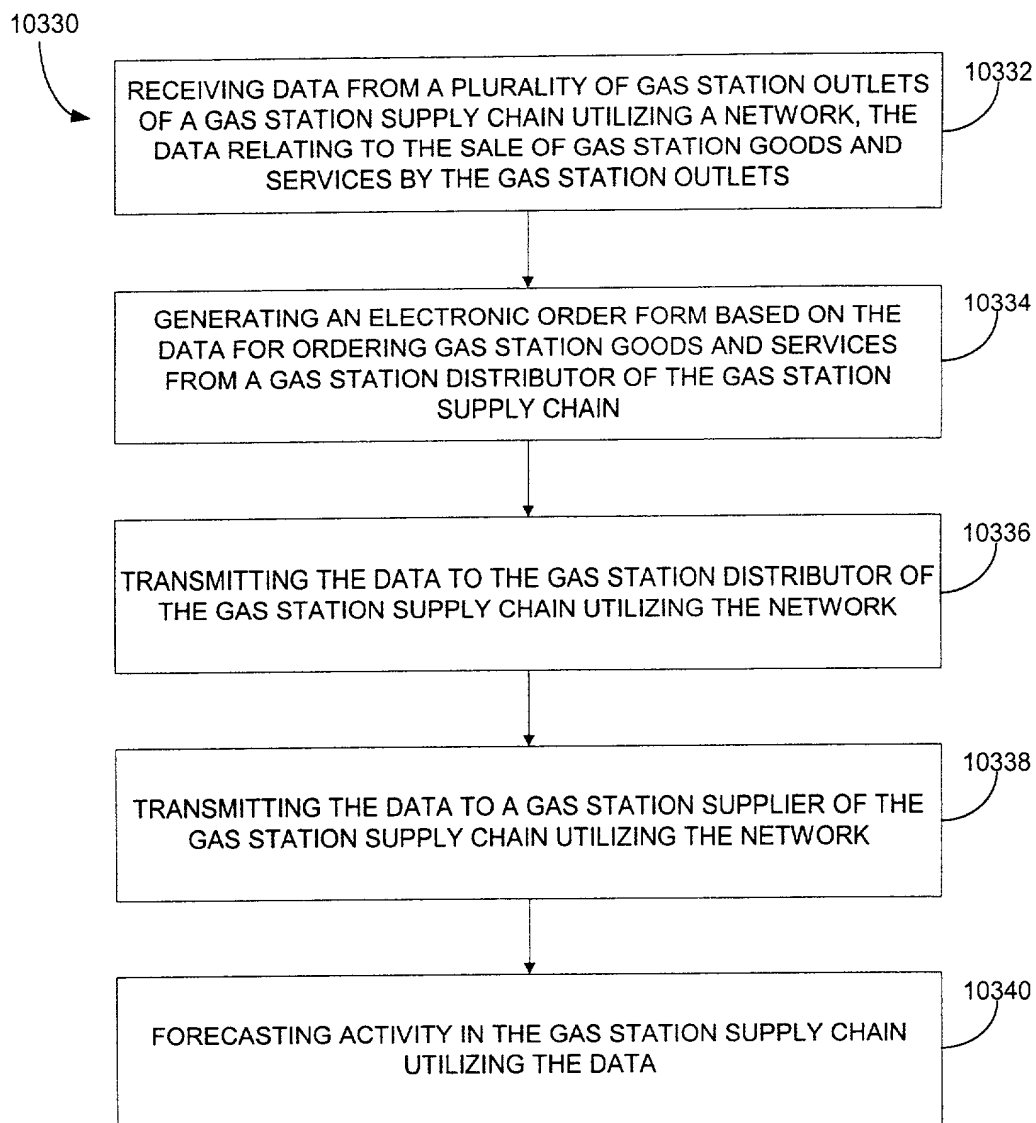 10330
RECEIVING DATA FROM A PLURALITY OF GAS STATION OUTLETS
OF A GAS STATION SUPPLY CHAIN UTILIZING A NETWORK, THE
DATA RELATING TO THE SALE OF GAS STATION GOODS AND
SERVICES BY THE GAS STATION OUTLETS
10332
GENERATING AN ELECTRONIC ORDER FORM BASED ON THE
DATA FOR ORDERING GAS STATION GOODS AND SERVICES
FROM A GAS STATION DISTRIBUTOR OF THE GAS STATION
SUPPLY CHAIN
10334
TRANSMITTING THE DATA TO THE GAS STATION DISTRIBUTOR OF
THE GAS STATION SUPPLY CHAIN UTILIZING THE NETWORK
10336
TRANSMITTING THE DATA TO A GAS STATION SUPPLIER OF THE
GAS STATION SUPPLY CHAIN UTILIZING THE NETWORK
10338
FORECASTING ACTIVITY IN THE GAS STATION SUPPLY CHAIN
UTILIZING THE DATA
10340